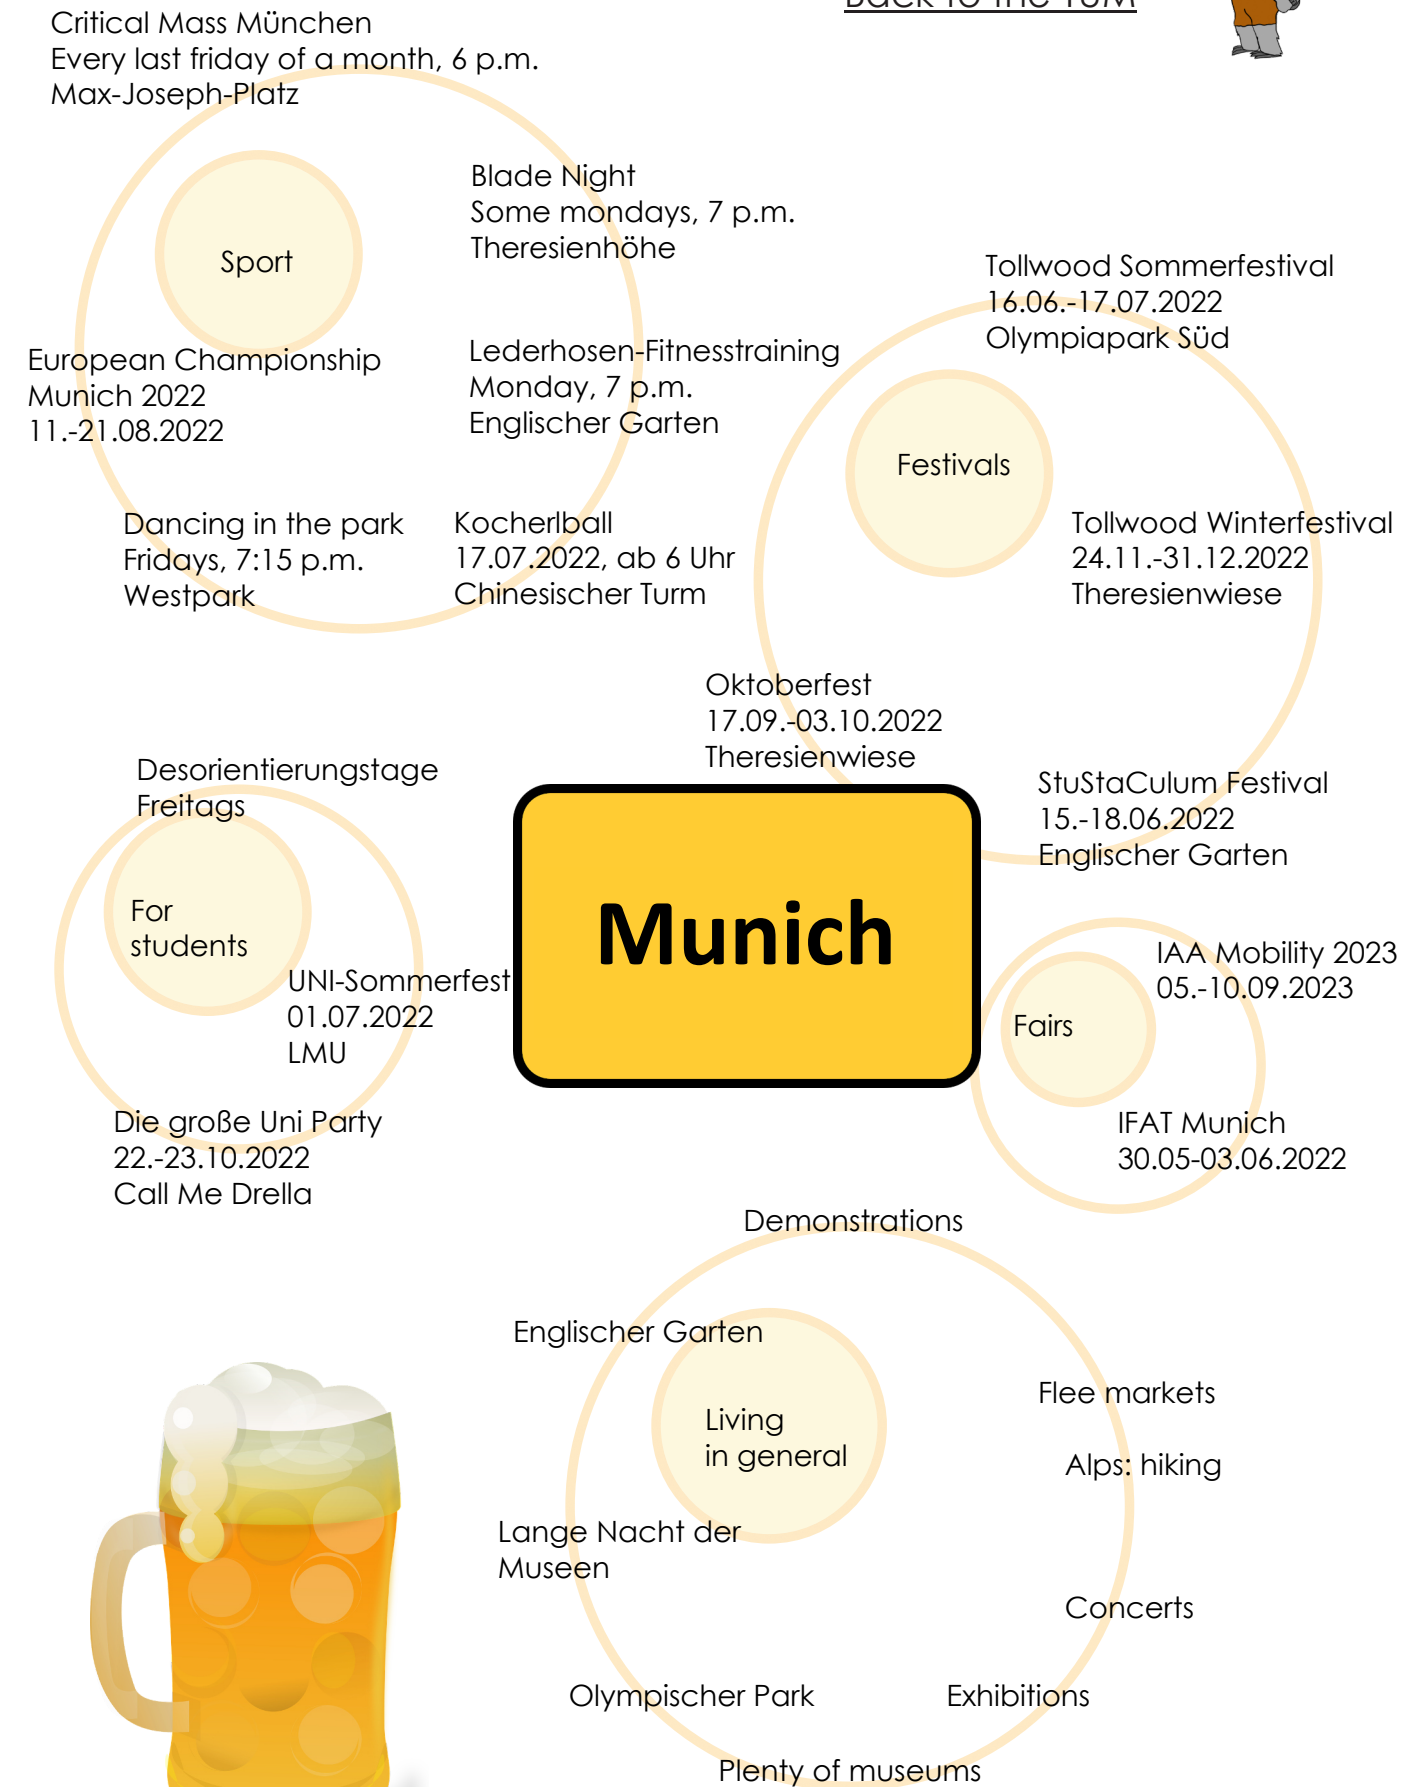 Back to the TUM
Critical Mass München
Every last friday of a month, 6 p.m.
Max-Joseph-Platz
Blade Night
Some mondays, 7 p.m.
Theresienhöhe
Sport
European Championship
Munich 2022
11.-21.08.2022
Lederhosen-Fitnesstraining
Monday, 7 p.m.
Englischer Garten
Dancing in the park
Fridays, 7:15 p.m.
Westpark
Kocherlball
17.07.2022, ab 6 Uhr
Chinesischer Turm
Tollwood Sommerfestival
16.06.-17.07.2022
Olympiapark Süd
Festivals
Tollwood Winterfestival
24.11.-31.12.2022
Theresienwiese
Oktoberfest
17.09.-03.10.2022
Theresienwiese
StuStaCulum Festival
15.-18.06.2022
Englischer Garten
Desorientierungstage
Freitags
For
students
UNI-Sommerfest
01.07.2022
LMU
Die große Uni Party
22.-23.10.2022
Call Me Drella
Munich
IAA Mobility 2023
05.-10.09.2023
Fairs
IFAT Munich
30.05-03.06.2022
Demonstrations
Englischer Garten
Living
in general
Flee markets
Alps: hiking
Lange Nacht der
Museen
Concerts
Olympischer Park
Exhibitions
Plenty of museums